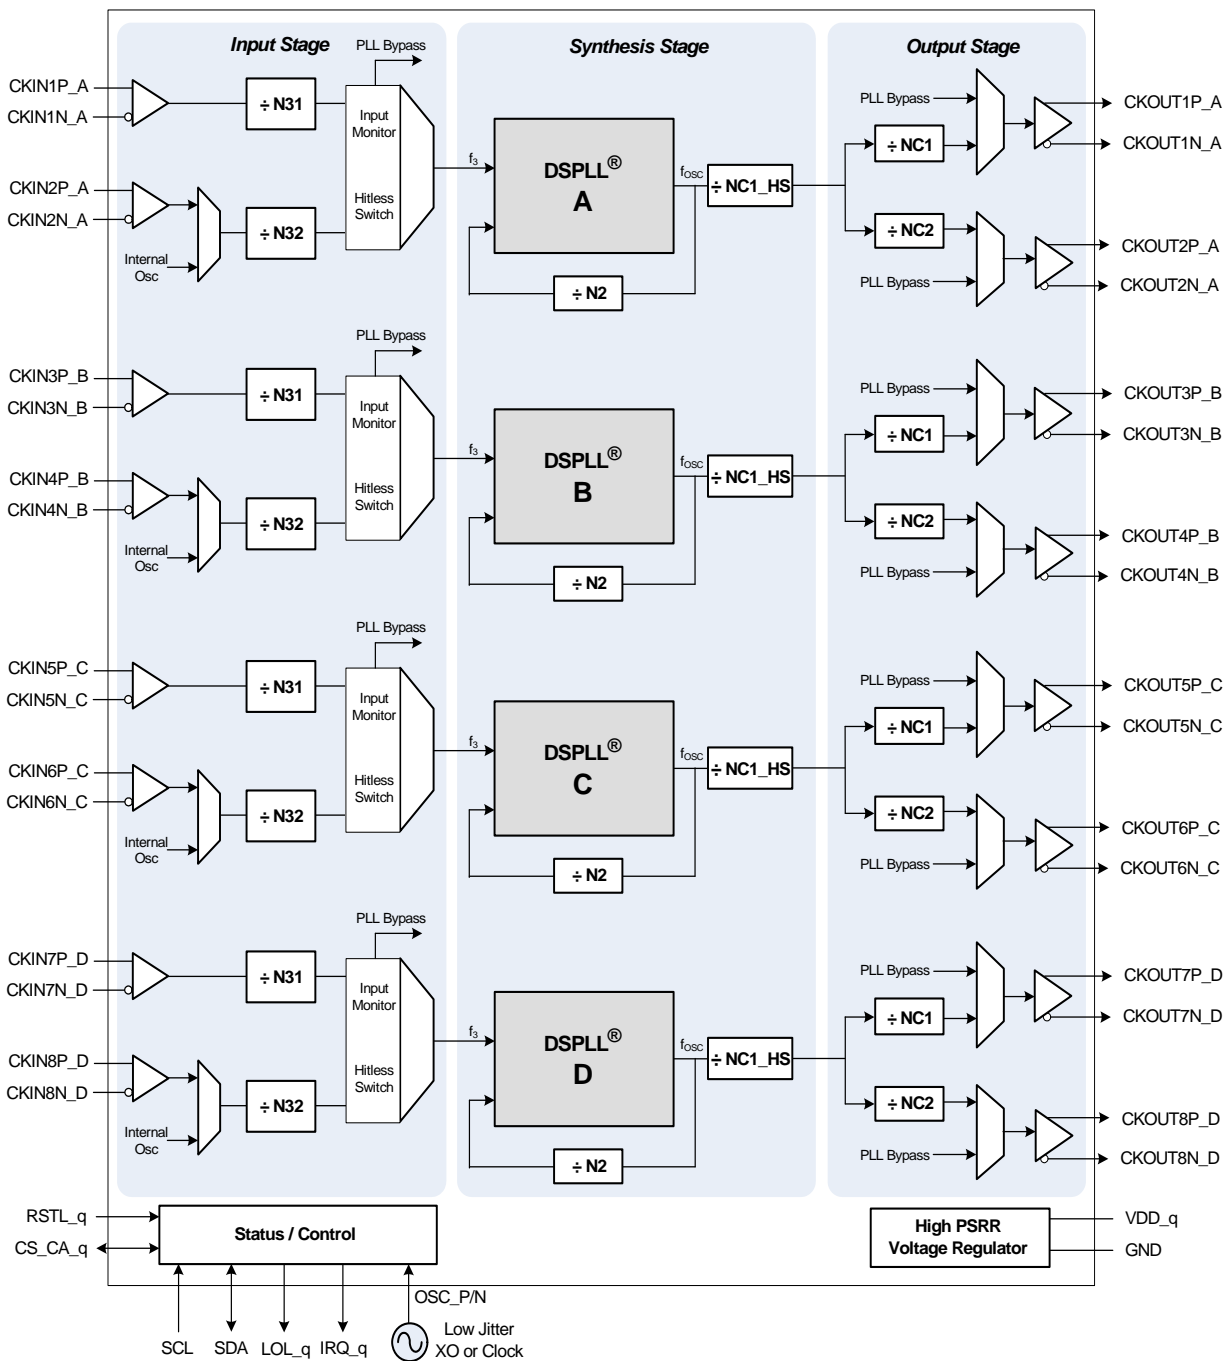 Input Stage
Synthesis Stage
Output Stage
PLL Bypass
CKIN1P_A
CKIN1N_A
÷ N31
Input
Monitor
CKIN2P_A
CKIN2N_A
÷ N32
Hitless
Switch
Internal
Osc
f3
DSPLL®
A
fOSC
÷ NC1_HS
÷ N2
PLL Bypass
÷ NC1
CKOUT1P_A
CKOUT1N_A
÷ NC2
PLL Bypass
CKOUT2P_A
CKOUT2N_A
PLL Bypass
CKIN3P_B
CKIN3N_B
÷ N31
Input
Monitor
CKIN4P_B
CKIN4N_B
÷ N32
Hitless
Switch
Internal
Osc
f3
DSPLL®
B
fOSC
÷ NC1_HS
÷ N2
PLL Bypass
÷ NC1
CKOUT3P_B
CKOUT3N_B
÷ NC2
PLL Bypass
CKOUT4P_B
CKOUT4N_B
PLL Bypass
CKIN5P_C
CKIN5N_C
÷ N31
Input
Monitor
CKIN6P_C
CKIN6N_C
÷ N32
Hitless
Switch
Internal
Osc
f3
DSPLL®
C
fOSC
÷ NC1_HS
÷ N2
PLL Bypass
÷ NC1
CKOUT5P_C
CKOUT5N_C
÷ NC2
PLL Bypass
CKOUT6P_C
CKOUT6N_C
PLL Bypass
CKIN7P_D
CKIN7N_D
÷ N31
Input
Monitor
CKIN8P_D
CKIN8N_D
÷ N32
Hitless
Switch
Internal
Osc
f3
DSPLL®
D
fOSC
÷ NC1_HS
÷ N2
PLL Bypass
÷ NC1
CKOUT7P_D
CKOUT7N_D
÷ NC2
PLL Bypass
CKOUT8P_D
CKOUT8N_D
RSTL_q
CS_CA_q
Status / Control
High PSRR
Voltage Regulator
VDD_q
GND
OSC_P/N
SCL
SDA
LOL_q
IRQ_q
Low Jitter
XO or Clock